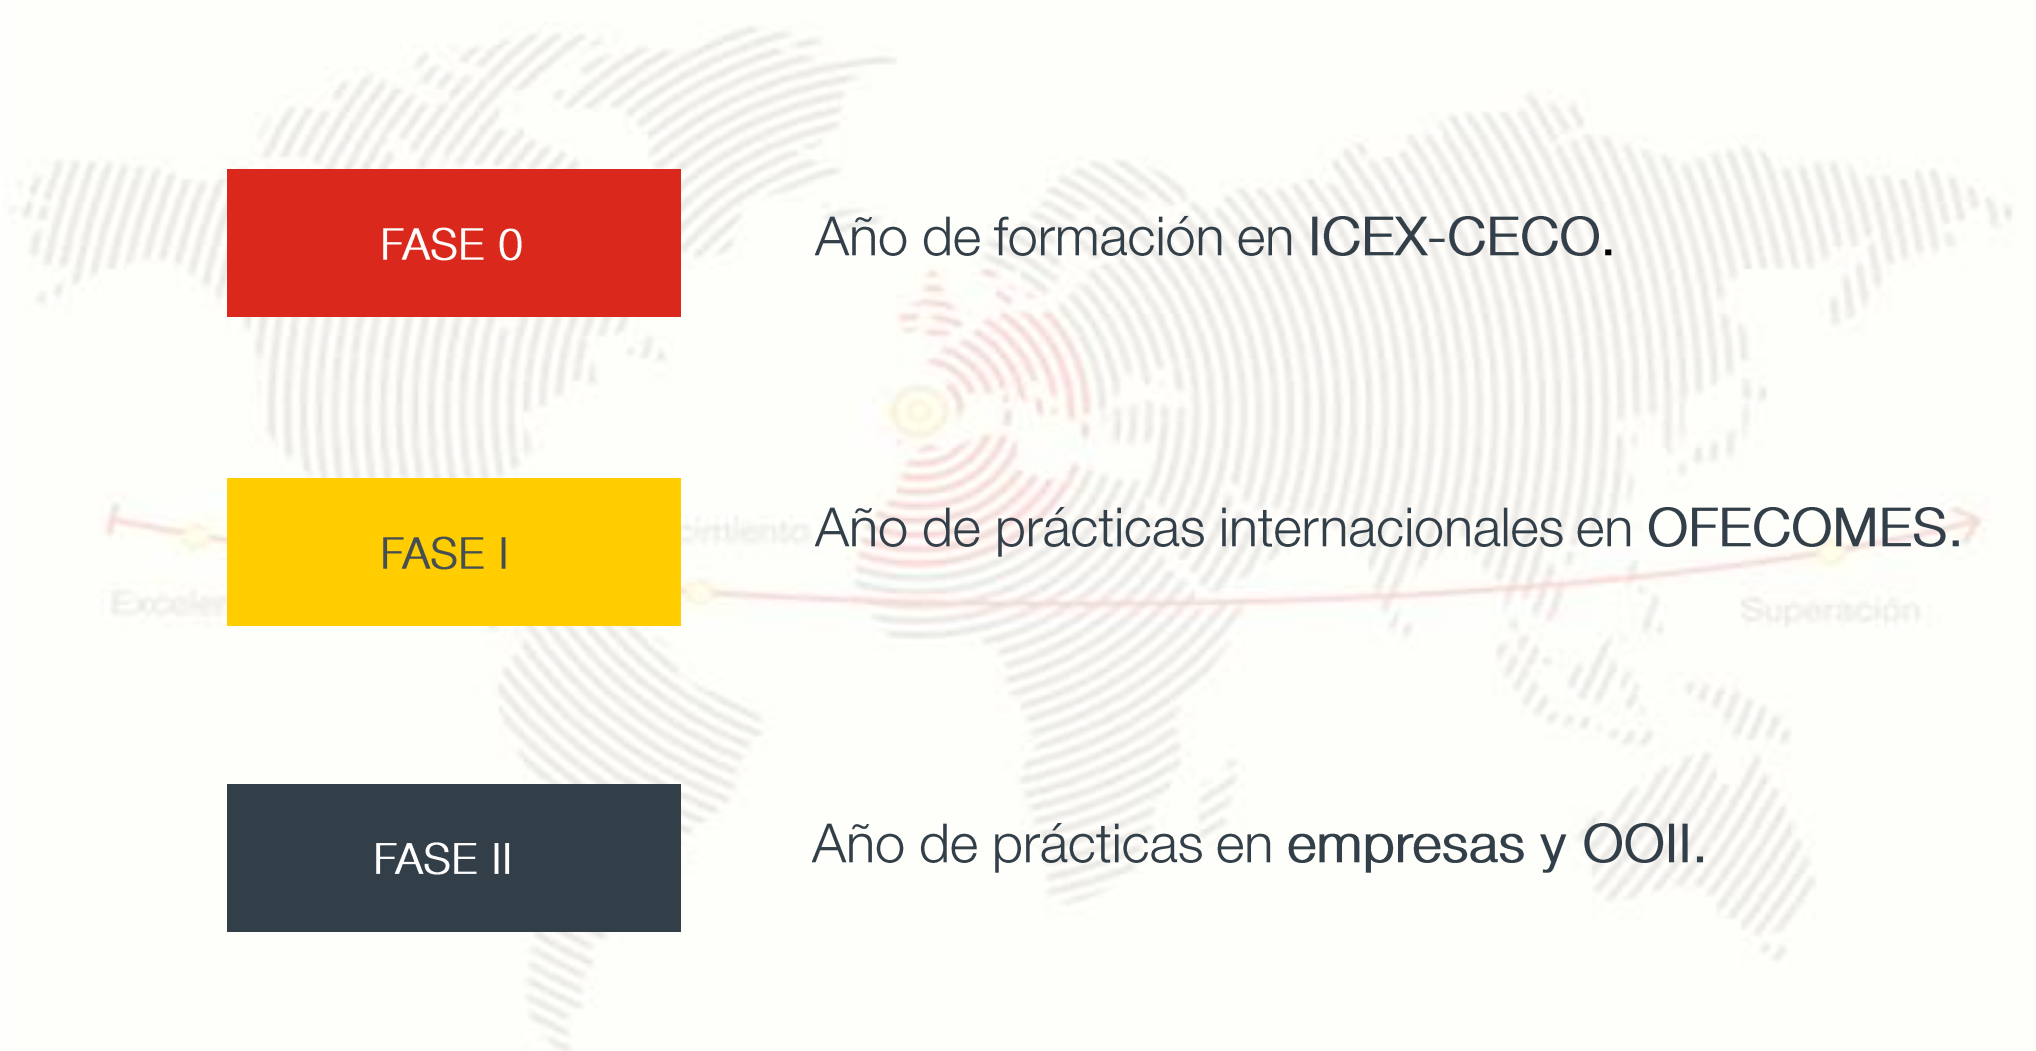 FASE 0
Año de formación en ICEX-CECO.
FASE I
Año de prácticas internacionales en OFECOMES.
Superación
FASE II
Año de prácticas en empresas y OOII.